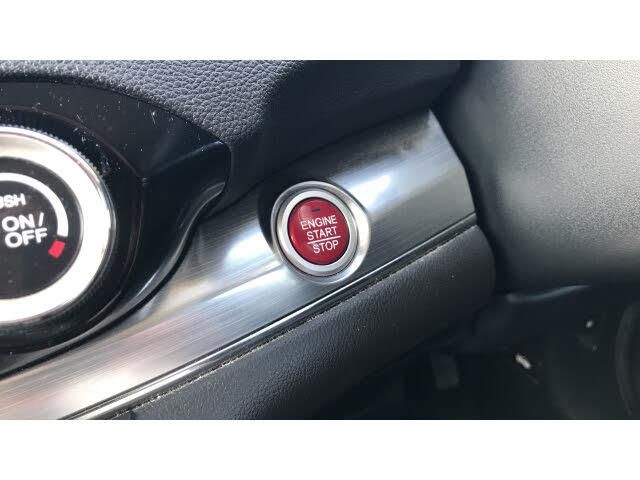 USH
ON/
OFF
ENGINE
START
STOP